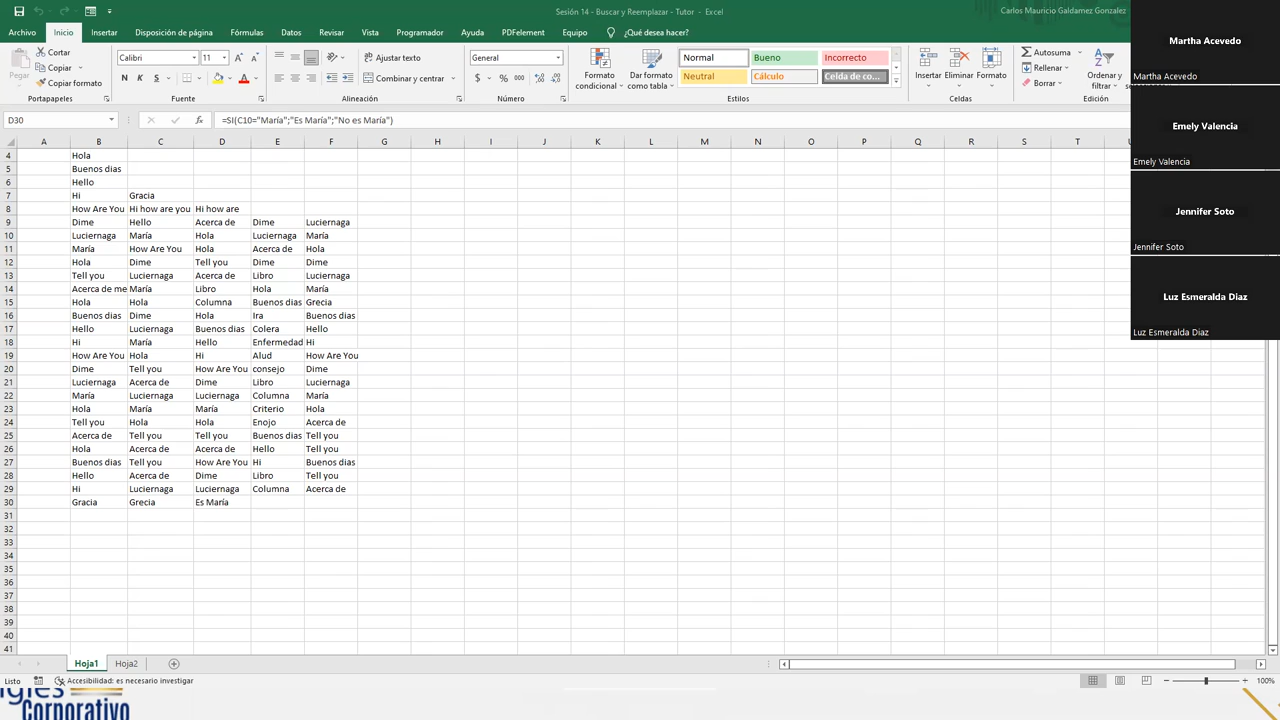 Sesión 14 - Buscar y Reemplazar - Tutor - Excel
Carlos Mauricio Galdamez Gonzalez
Archivo Inicio Insertar Disposición de página Fórmulas Datos Revisar Vista Programador Ayuda PDFelement Equipo ¿Qué desea hacer?
Pegar
Cortar
Copiar
Copiar formato
Portapapeles
Calibri 11
N K S
Fuente
Ajustar texto
Combinar y centrar
Alineación
General
$ % 000
Número
Formato condicional
Dar formato como tabla
Normal Bueno Incorrecto
Neutral Cálculo Celda de co...
Estilos
Insertar Eliminar Formato
Celdas
Autosuma
Rellenar
Borrar
Ordenar y filtrar
Edición
D30 fx =SI(C10="María";"Es María";"No es María")
A B C D E F G H I J K L M N O P Q R S T
4 Hola
5 Buenos dias
6 Hello
7 Hi Gracia
8 How Are You Hi how are you Hi how are
9 Dime Hello Acerca de Dime Luciernaga
10 Luciernaga María Hola Luciernaga María
11 María How Are You Hola Acerca de Hola
12 Hola Dime Tell you Dime Dime
13 Tell you Luciernaga Acerca de Libro Luciernaga
14 Acerca de me María Libro Hola María
15 Hola Hola Columna Buenos dias Grecia
16 Buenos dias Dime Hola Ira Buenos dias
17 Hello Luciernaga Buenos dias Colera Hello
18 Hi María Hello Enfermedad Hi
19 How Are You Hola Hi Alud How Are You
20 Dime Tell you How Are You consejo Dime
21 Luciernaga Acerca de Dime Libro Luciernaga
22 María Luciernaga Luciernaga Columna María
23 Hola María María Criterio Hola
24 Tell you Hola Hola Enojo Acerca de
25 Acerca de Tell you Tell you Buenos dias Tell you
26 Hola Acerca de Acerca de Hello Tell you
27 Buenos dias Tell you How Are You Hi Buenos dias
28 Hello Acerca de Dime Libro Tell you
29 Hi Luciernaga Luciernaga Columna Acerca de
30 Gracia Grecia Es María
31
32
33
34
35
36
37
38
39
40
41
Hoja1 Hoja2
Listo Accesibilidad: es necesario investigar 100%
Corporativo
Martha Acevedo
Martha Acevedo
Emely Valencia
Emely Valencia
Jennifer Soto
Jennifer Soto
Luz Esmeralda Diaz
Luz Esmeralda Diaz